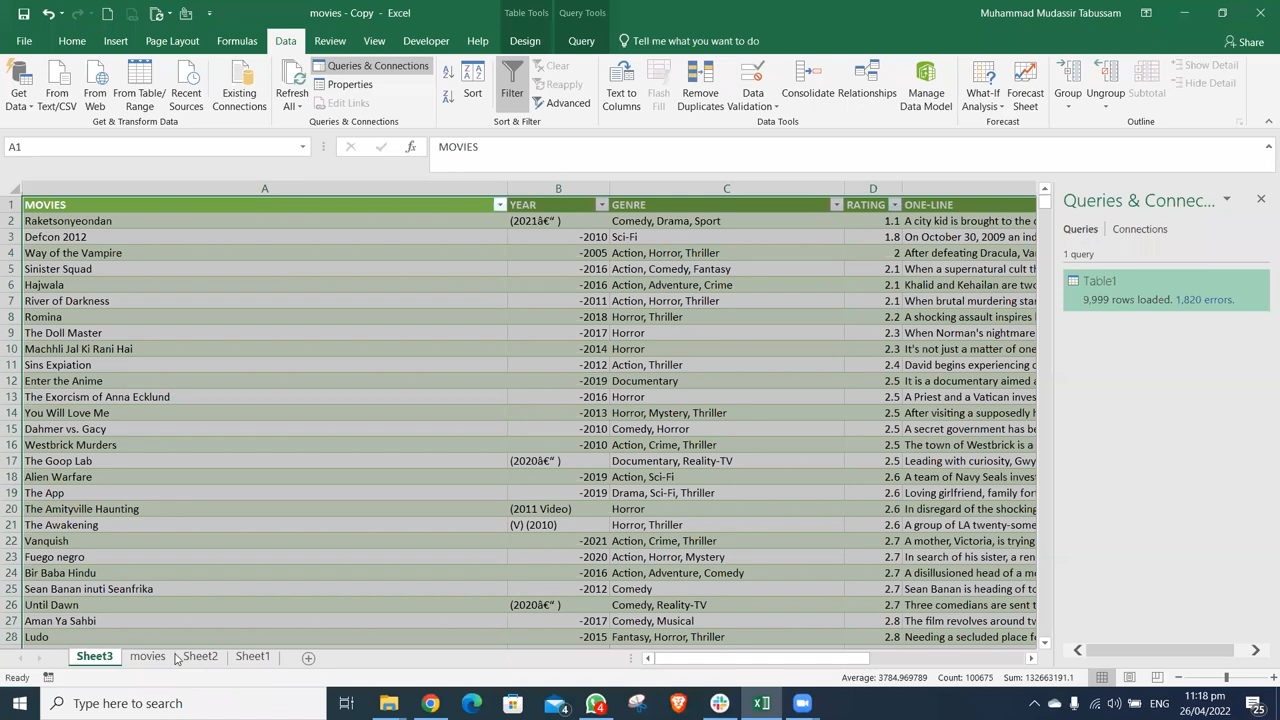 movies - Copy - Excel
Table Tools
Query Tools
Muhammad Mudassir Tabussam
File
Home
Insert
Page Layout
Formulas
Data
Review
View
Developer
Help
Design
Query
Tell me what you want to do
Share
Get Data
From Text/CSV
From Web
From Table/ Range
Recent Sources
Existing Connections
Get & Transform Data
Refresh All
Queries & Connections
Properties
Edit Links
Queries & Connections
Sort
Filter
Clear
Reapply
Advanced
Sort & Filter
Text to Columns
Flash Fill
Remove Duplicates
Data Validation
Consolidate
Relationships
Manage Data Model
Data Tools
What-If Analysis
Forecast Sheet
Forecast
Group
Ungroup
Subtotal
Show Detail
Hide Detail
Outline
A1
fx
MOVIES
A B C D
1 MOVIES YEAR GENRE RATING ONE-LINE
2 Raketsonyeondan (2021â€“ ) Comedy, Drama, Sport 1.1 A city kid is brought to the c
3 Defcon 2012 -2010 Sci-Fi 1.8 On October 30, 2009 an ind
4 Way of the Vampire -2005 Action, Horror, Thriller 2 After defeating Dracula, Va
5 Sinister Squad -2016 Action, Comedy, Fantasy 2.1 When a supernatural cult th
6 Hajwala -2016 Action, Adventure, Crime 2.1 Khalid and Kehailan are two
7 River of Darkness -2011 Action, Horror, Thriller 2.1 When brutal murdering star
8 Romina -2018 Horror, Thriller 2.2 A shocking assault inspires
9 The Doll Master -2017 Horror 2.3 When Norman's nightmare
10 Machhli Jal Ki Rani Hai -2014 Horror 2.3 It's not just a matter of one
11 Sins Expiation -2012 Action, Thriller 2.4 David begins experiencing o
12 Enter the Anime -2019 Documentary 2.5 It is a documentary aimed a
13 The Exorcism of Anna Ecklund -2016 Horror 2.5 A Priest and a Vatican inves
14 You Will Love Me -2013 Horror, Mystery, Thriller 2.5 After visiting a supposedly h
15 Dahmer vs. Gacy -2010 Comedy, Horror 2.5 A secret government has be
16 Westbrick Murders -2010 Action, Crime, Thriller 2.5 The town of Westbrick is a
17 The Goop Lab (2020â€“ ) Documentary, Reality-TV 2.5 Leading with curiosity, Gwy
18 Alien Warfare -2019 Action, Sci-Fi 2.6 A team of Navy Seals invest
19 The App -2019 Drama, Sci-Fi, Thriller 2.6 Loving girlfriend, family for
20 The Amityville Haunting (2011 Video) Horror 2.6 In disregard of the shocking
21 The Awakening (V) (2010) Horror, Thriller 2.6 A group of LA twenty-some
22 Vanquish -2021 Action, Crime, Thriller 2.7 A mother, Victoria, is trying
23 Fuego negro -2020 Action, Horror, Mystery 2.7 In search of his sister, a ren
24 Bir Baba Hindu -2016 Action, Adventure, Comedy 2.7 A disillusioned head of a m
25 Sean Banan inuti Seanfrika -2012 Comedy 2.7 Sean Banan is heading of to
26 Until Dawn (2020â€“ ) Comedy, Reality-TV 2.7 Three comedians are sent t
27 Aman Ya Sahbi -2017 Comedy, Musical 2.8 The film revolves around tw
28 Ludo -2015 Fantasy, Horror, Thriller 2.8 Needing a secluded place f
Queries & Connec...
Queries
Connections
1 query
Table1
9,999 rows loaded. 1,820 errors.
Sheet3
movies
Sheet2
Sheet1
Ready
Average: 3784.969789
Count: 100675
Sum: 132663191.1
Type here to search
4
4
ENG
11:18 pm
26/04/2022
25